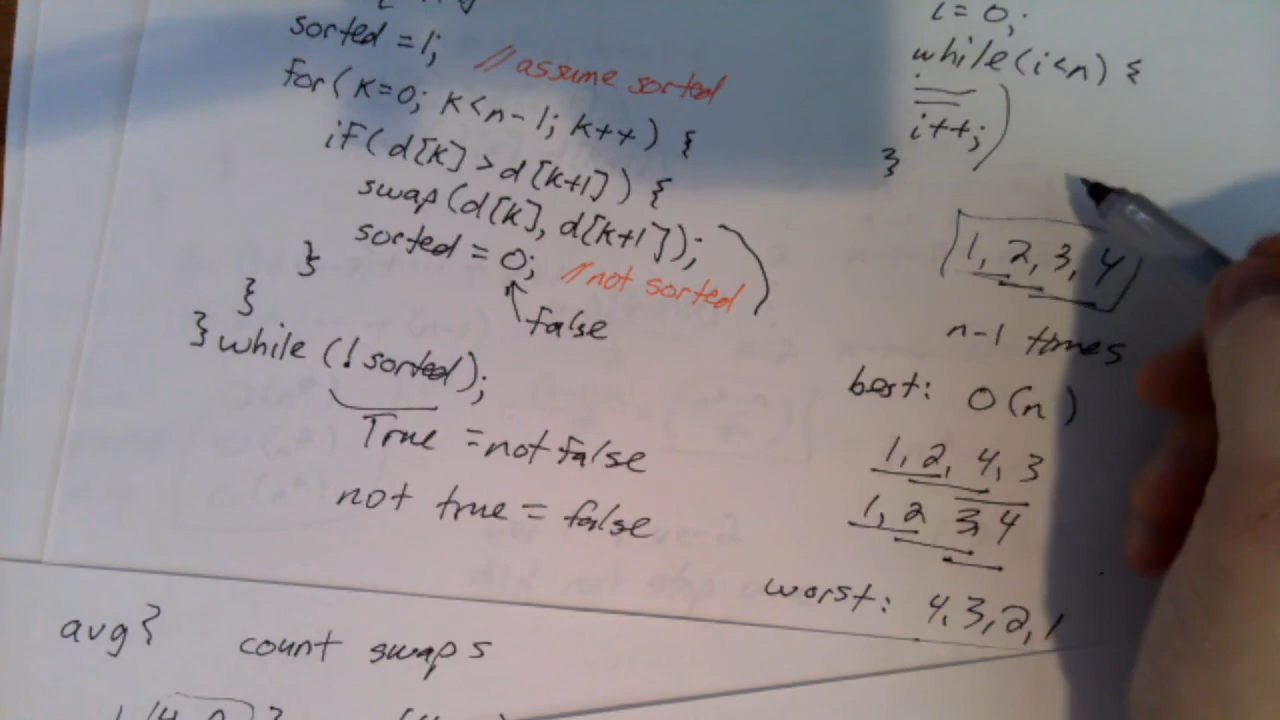 sorted = 1; //assume sorted
for( k=0; k<n-1; k++ ) {
if( d[k] > d[k+1] ) {
swap(d[k], d[k+1]);
sorted = 0; //not sorted
}
false
}
} while (! sorted);
True = not false
not true = false
i = 0;
while(i<n) {
i++;
}
1, 2, 3, 4
n-1 times
best: O(n)
1, 2, 4, 3
1, 2 3, 4
worst: 4, 3, 2, 1
avg? count swaps